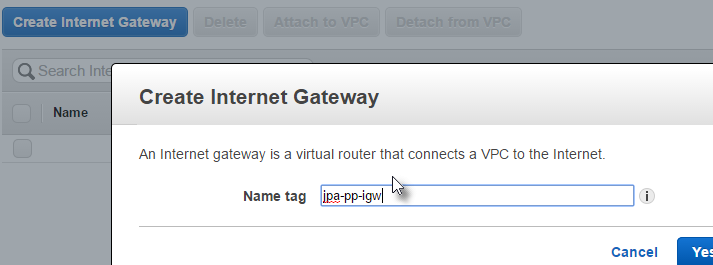 Create Internet Gateway Delete Attach to VPC Detach from VPC
Search Inte
Name
Create Internet Gateway
An Internet gateway is a virtual router that connects a VPC to the Internet.
Name tag jpa-pp-igw
Cancel Yes